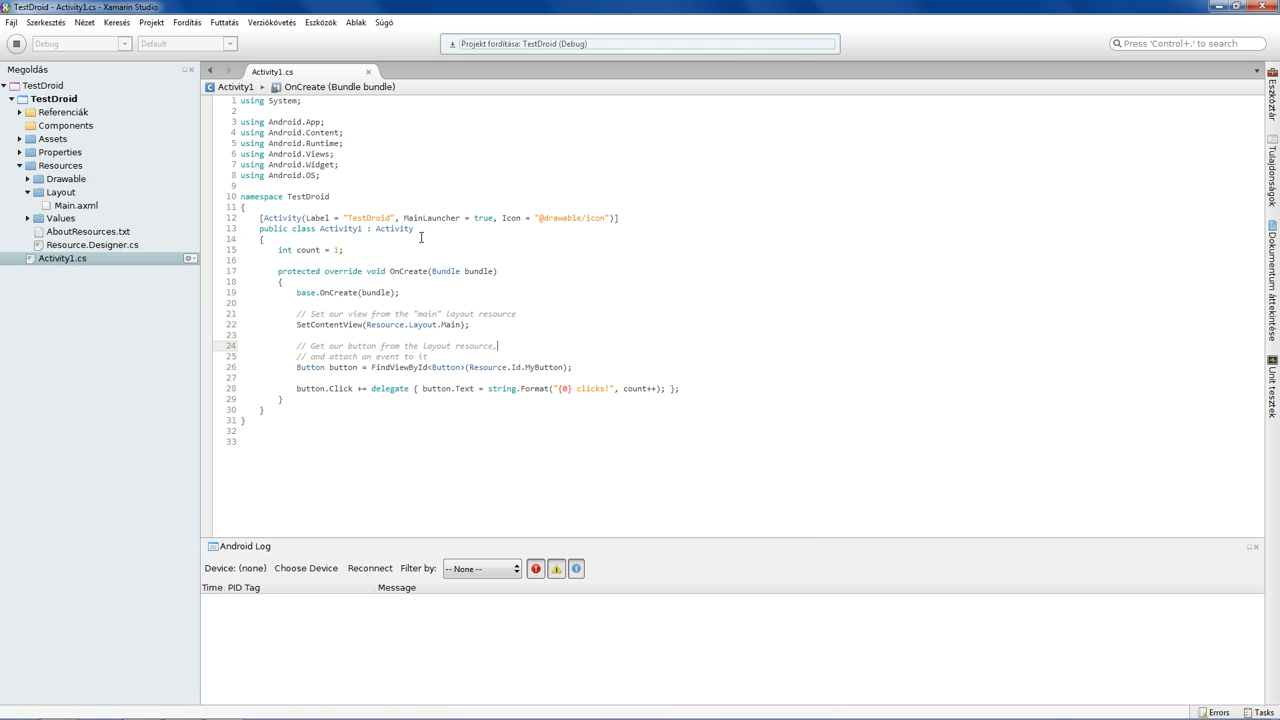 TestDroid - Activity1.cs - Xamarin Studio
Fájl Szerkesztés Nézet Keresés Projekt Fordítás Futtatás Verziókövetés Eszközök Ablak Súgó
Debug Default Projekt fordítása: TestDroid (Debug) Press 'Control+,' to search
Megoldás
TestDroid
TestDroid
Referenciák
Components
Assets
Properties
Resources
Drawable
Layout
Main.axml
Values
AboutResources.txt
Resource.Designer.cs
Activity1.cs
Activity1.cs
Activity1 OnCreate (Bundle bundle)
1 using System;
2
3 using Android.App;
4 using Android.Content;
5 using Android.Runtime;
6 using Android.Views;
7 using Android.Widget;
8 using Android.OS;
9
10 namespace TestDroid
11 {
12 [Activity(Label = "TestDroid", MainLauncher = true, Icon = "@drawable/icon")]
13 public class Activity1 : Activity
14 {
15 int count = 1;
16
17 protected override void OnCreate(Bundle bundle)
18 {
19 base.OnCreate(bundle);
20
21 // Set our view from the "main" layout resource
22 SetContentView(Resource.Layout.Main);
23
24 // Get our button from the layout resource,
25 // and attach an event to it
26 Button button = FindViewById<Button>(Resource.Id.MyButton);
27
28 button.Click += delegate { button.Text = string.Format("{0} clicks!", count++); };
29 }
30 }
31 }
32
33
Eszköztár
Tulajdonságok
Dokumentum áttekintése
Unit tesztek
Android Log
Device: (none) Choose Device Reconnect Filter by: -- None --
Time PID Tag Message
Errors Tasks